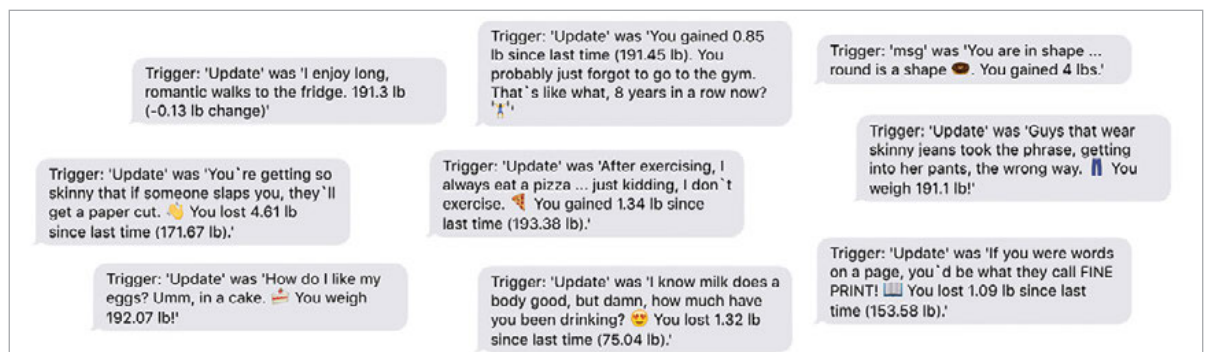 Trigger: 'Update' was 'I enjoy long,
romantic walks to the fridge. 191.3 lb
(-0.13 lb change)'
Trigger: 'Update' was 'You gained 0.85
lb since last time (191.45 lb). You
probably just forgot to go to the gym.
That`s like what, 8 years in a row now?
🏋️'
Trigger: 'msg' was 'You are in shape ...
round is a shape 🍩. You gained 4 lbs.'
Trigger: 'Update' was 'Guys that wear
skinny jeans took the phrase, getting
into her pants, the wrong way. 👖 You
weigh 191.1 lb!'
Trigger: 'Update' was 'You`re getting so
skinny that if someone slaps you, they`ll
get a paper cut. 👋 You lost 4.61 lb
since last time (171.67 lb).'
Trigger: 'Update' was 'After exercising, I
always eat a pizza ... just kidding, I don`t
exercise. 🍕 You gained 1.34 lb since
last time (193.38 lb).'
Trigger: 'Update' was 'How do I like my
eggs? Umm, in a cake. 🍰 You weigh
192.07 lb!'
Trigger: 'Update' was 'I know milk does a
body good, but damn, how much have
you been drinking? 😍 You lost 1.32 lb
since last time (75.04 lb).'
Trigger: 'Update' was 'If you were words
on a page, you`d be what they call FINE
PRINT! 📖 You lost 1.09 lb since last
time (153.58 lb).'